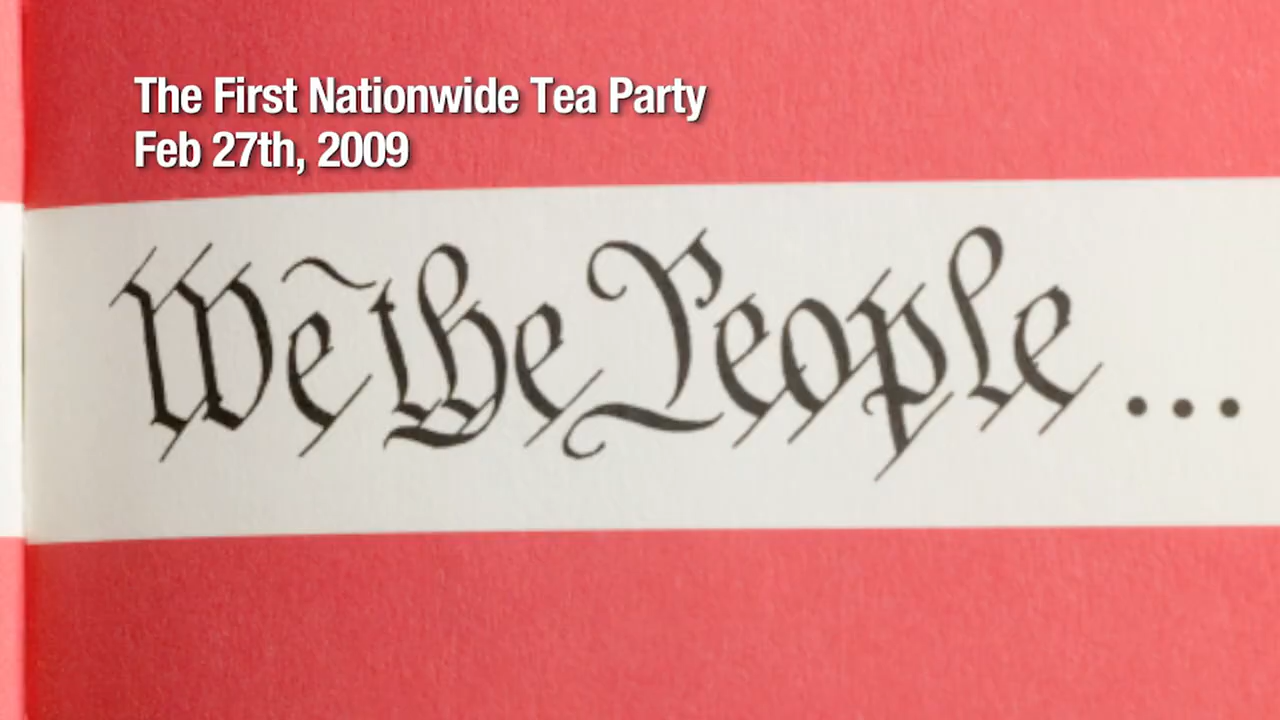 The First Nationwide Tea Party
Feb 27th, 2009
We the People...